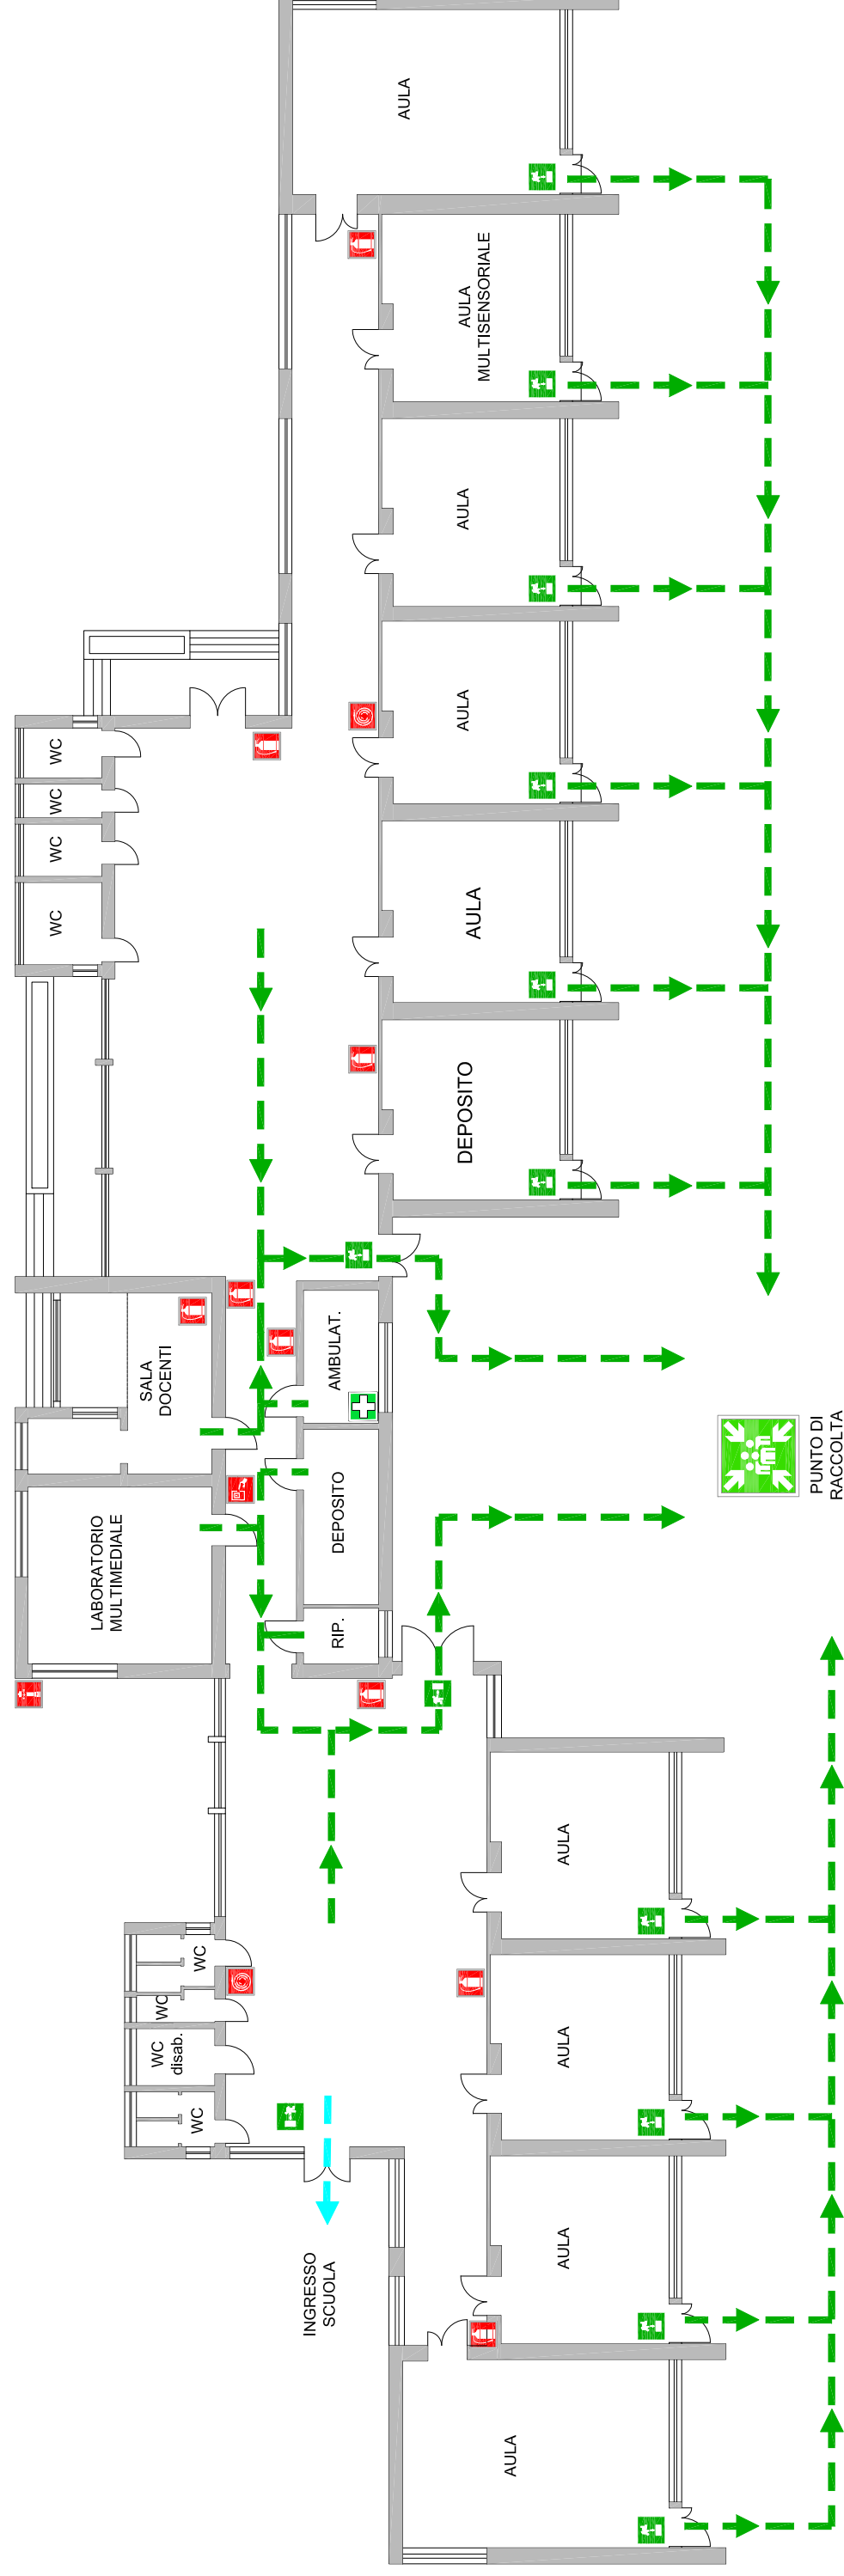 AULA
AULA
MULTISENSORIALE
AULA
AULA
WC
WC
WC
WC
AULA
DEPOSITO
SALA
DOCENTI
AMBULAT.
DEPOSITO
LABORATORIO
MULTIMEDIALE
RIP.
PUNTO DI
RACCOLTA
AULA
WC
WC
WC
disab.
WC
AULA
AULA
INGRESSO
SCUOLA
AULA